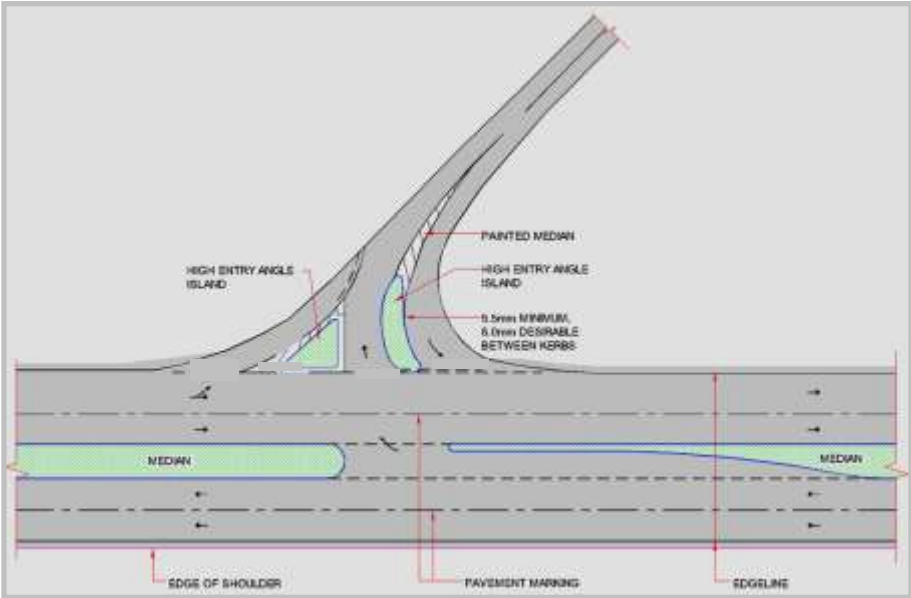 PAINTED MEDIAN
HIGH ENTRY ANGLE
ISLAND
HIGH ENTRY ANGLE
ISLAND
5.5mm MINIMUM,
6.0mm DESIRABLE
BETWEEN KERBS
MEDIAN
MEDIAN
EDGE OF SHOULDER
PAVEMENT MARKING
EDGELINE